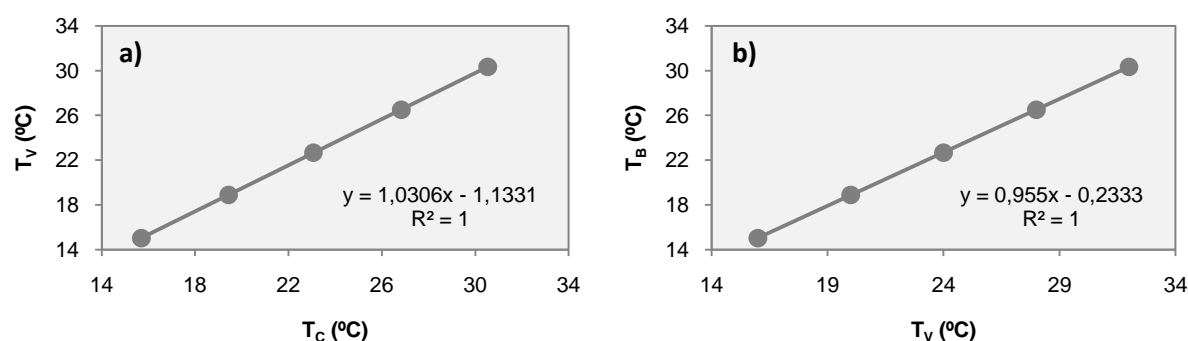 a)
34
30
26
22
18
14
T_V (ºC)
y = 1,0306x - 1,1331
R² = 1
14 18 22 26 30 34
T_C (ºC)
b)
34
30
26
22
18
14
T_B (ºC)
y = 0,955x - 0,2333
R² = 1
14 19 24 29 34
T_V (ºC)